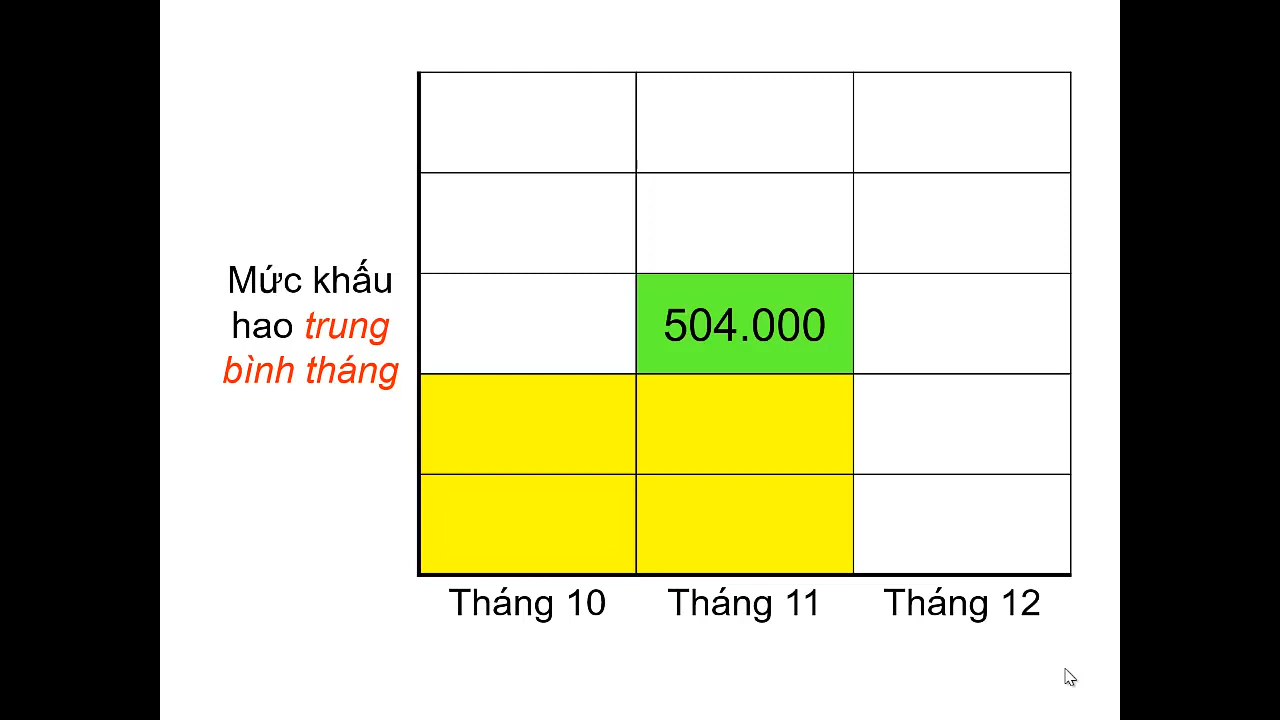 Mức khấu
hao trung
bình tháng
504.000
Tháng 10
Tháng 11
Tháng 12